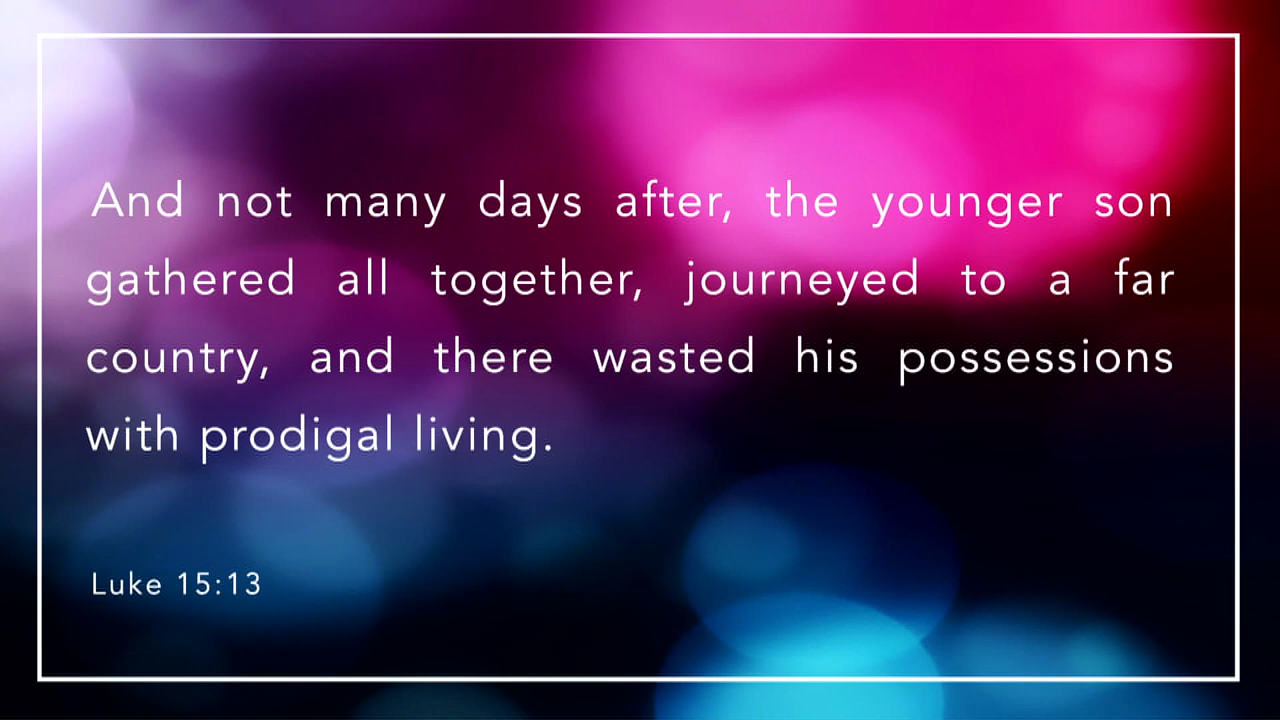 And not many days after, the younger son
gathered all together, journeyed to a far
country, and there wasted his possessions
with prodigal living.
Luke 15:13